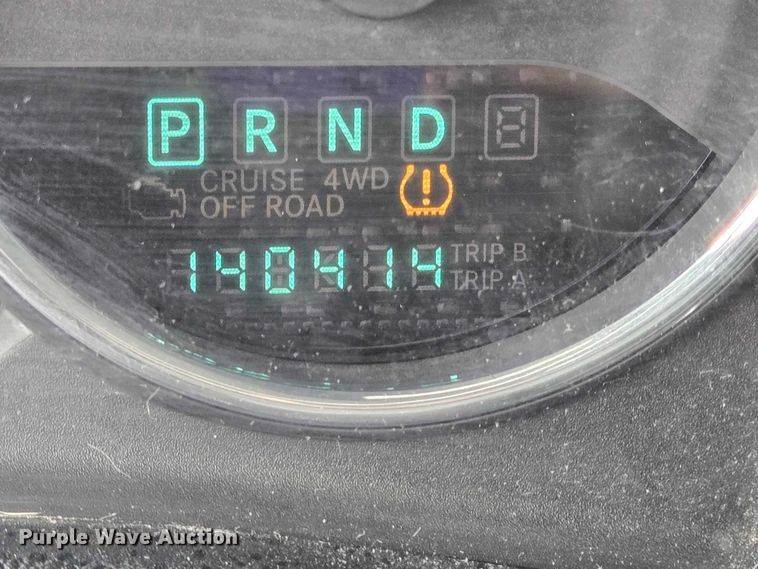 P R N D
CRUISE 4WD
OFF ROAD
140414
TRIP B
TRIP A
Purple Wave Auction